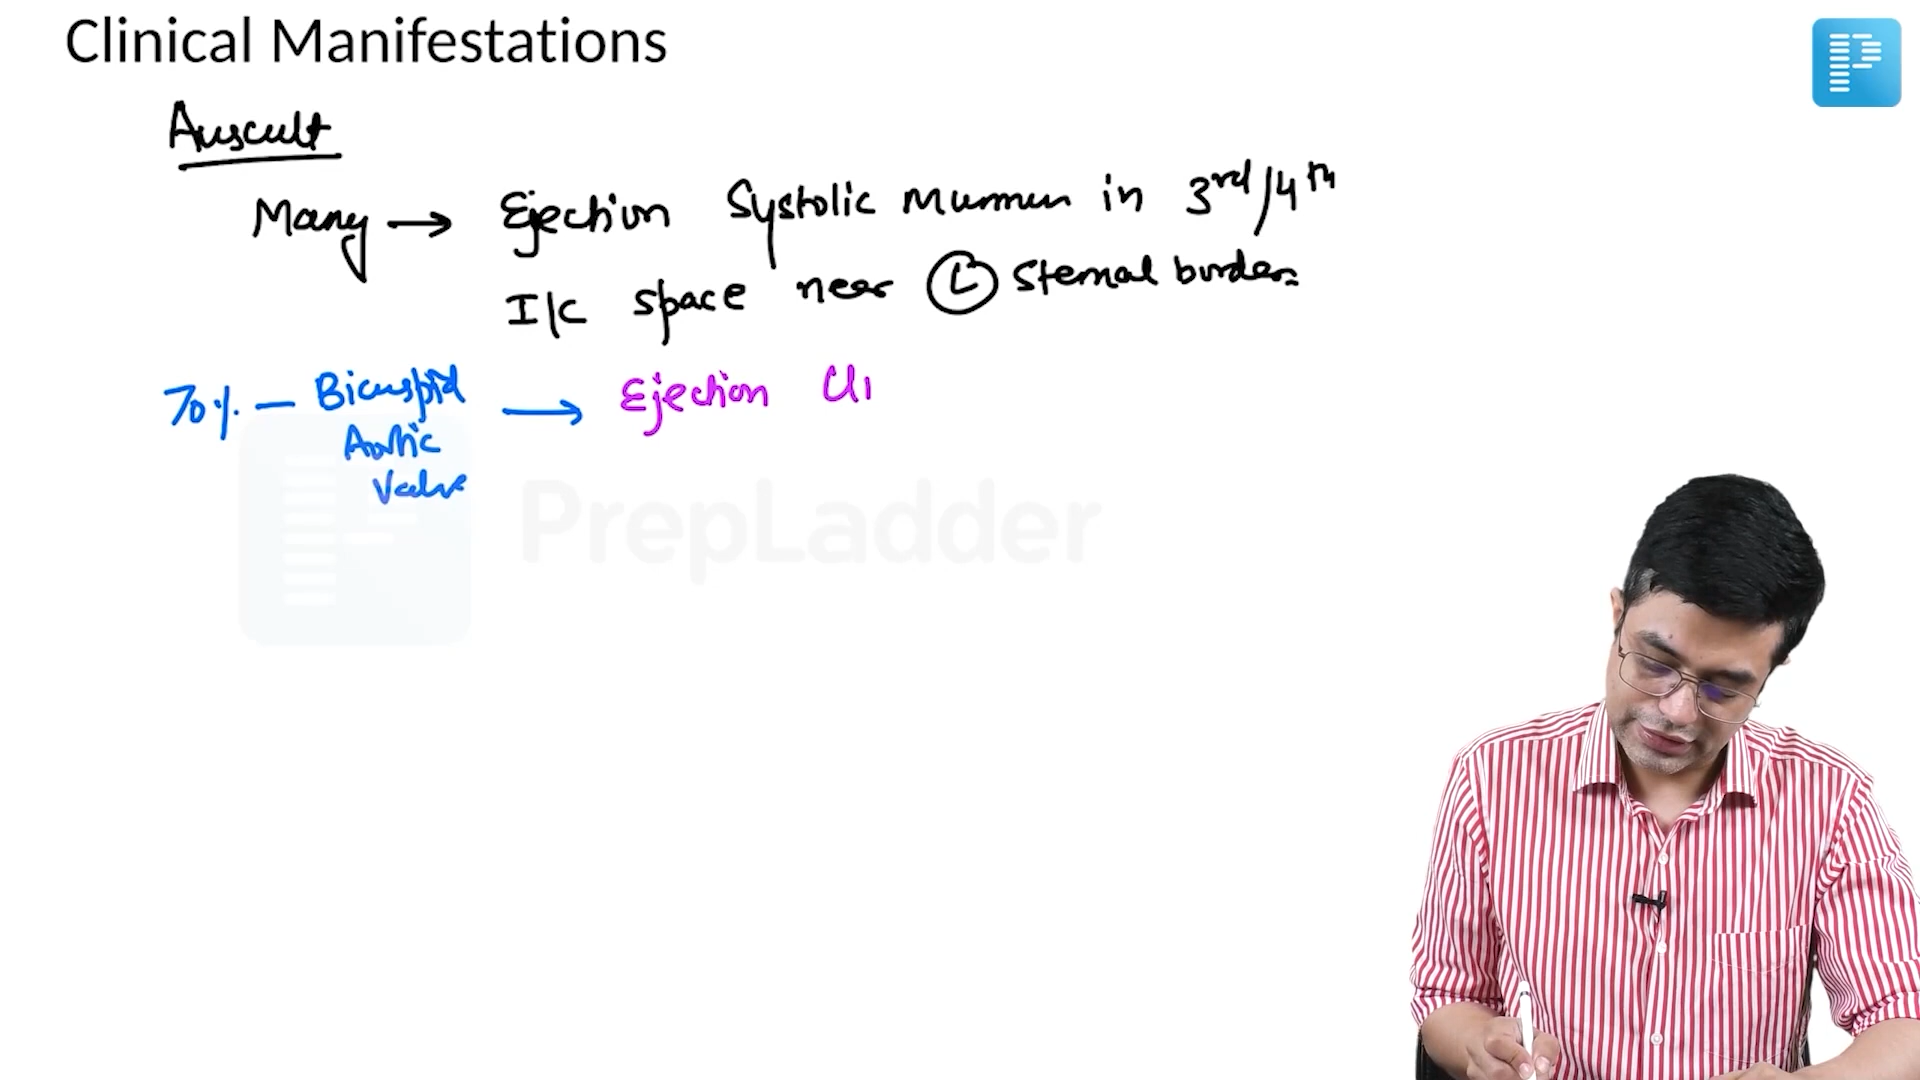 Clinical Manifestations
Auscult
Many → Ejection Systolic Murmur in 3rd/4th
I/C space near Ⓛ Sternal border.
70% — Bicuspid → Ejection Cli
Aortic
Valve
PrepLadder